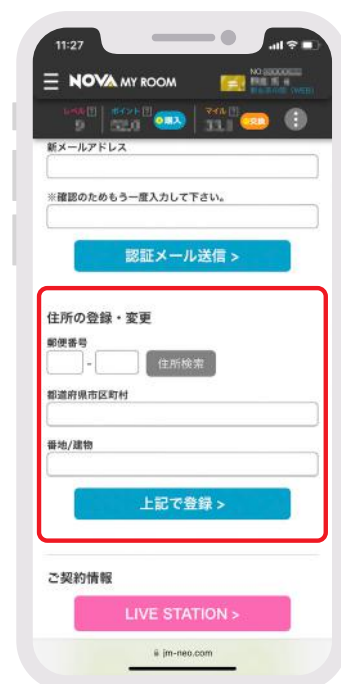 11:27
NOVA MY ROOM
ポイント
購入
マイル
交換
新メールアドレス
※確認のためもう一度入力して下さい。
認証メール送信 >
住所の登録・変更
郵便番号
-
住所検索
都道府県市区町村
番地/建物
上記で登録 >
ご契約情報
LIVE STATION >
jm-neo.com